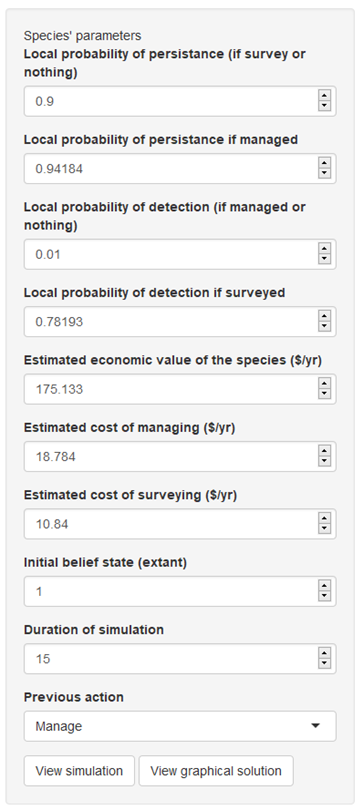 Species' parameters
Local probability of persistance (if survey or
nothing)
0.9
Local probability of persistance if managed
0.94184
Local probability of detection (if managed or
nothing)
0.01
Local probability of detection if surveyed
0.78193
Estimated economic value of the species ($/yr)
175.133
Estimated cost of managing ($/yr)
18.784
Estimated cost of surveying ($/yr)
10.84
Initial belief state (extant)
1
Duration of simulation
15
Previous action
Manage
View simulation View graphical solution